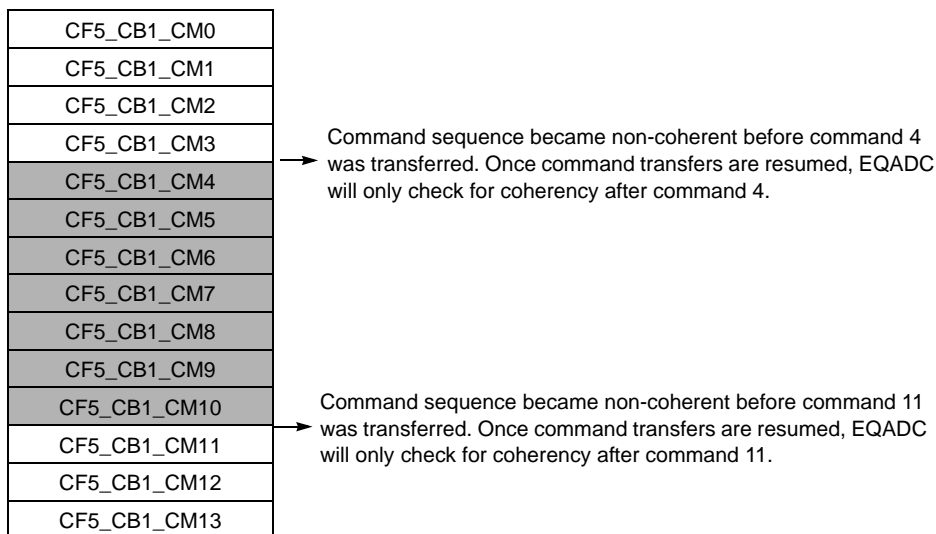 CF5_CB1_CM0
CF5_CB1_CM1
CF5_CB1_CM2
CF5_CB1_CM3
Command sequence became non-coherent before command 4
was transferred. Once command transfers are resumed, EQADC
will only check for coherency after command 4.
CF5_CB1_CM4
CF5_CB1_CM5
CF5_CB1_CM6
CF5_CB1_CM7
CF5_CB1_CM8
CF5_CB1_CM9
CF5_CB1_CM10
Command sequence became non-coherent before command 11
was transferred. Once command transfers are resumed, EQADC
will only check for coherency after command 11.
CF5_CB1_CM11
CF5_CB1_CM12
CF5_CB1_CM13